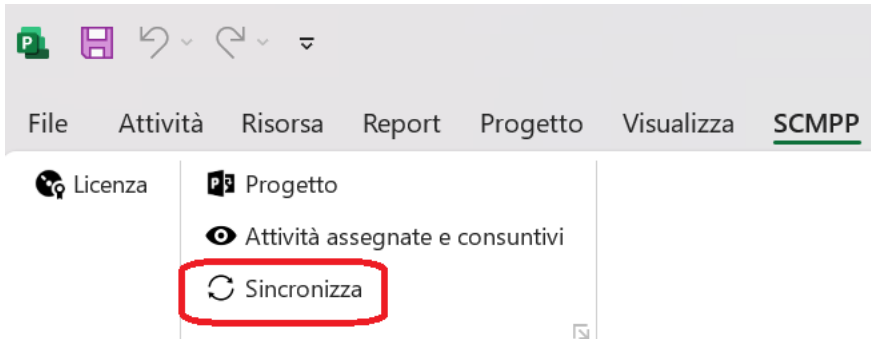 File Attività Risorsa Report Progetto Visualizza SCMPP
Licenza Progetto
Attività assegnate e consuntivi
Sincronizza